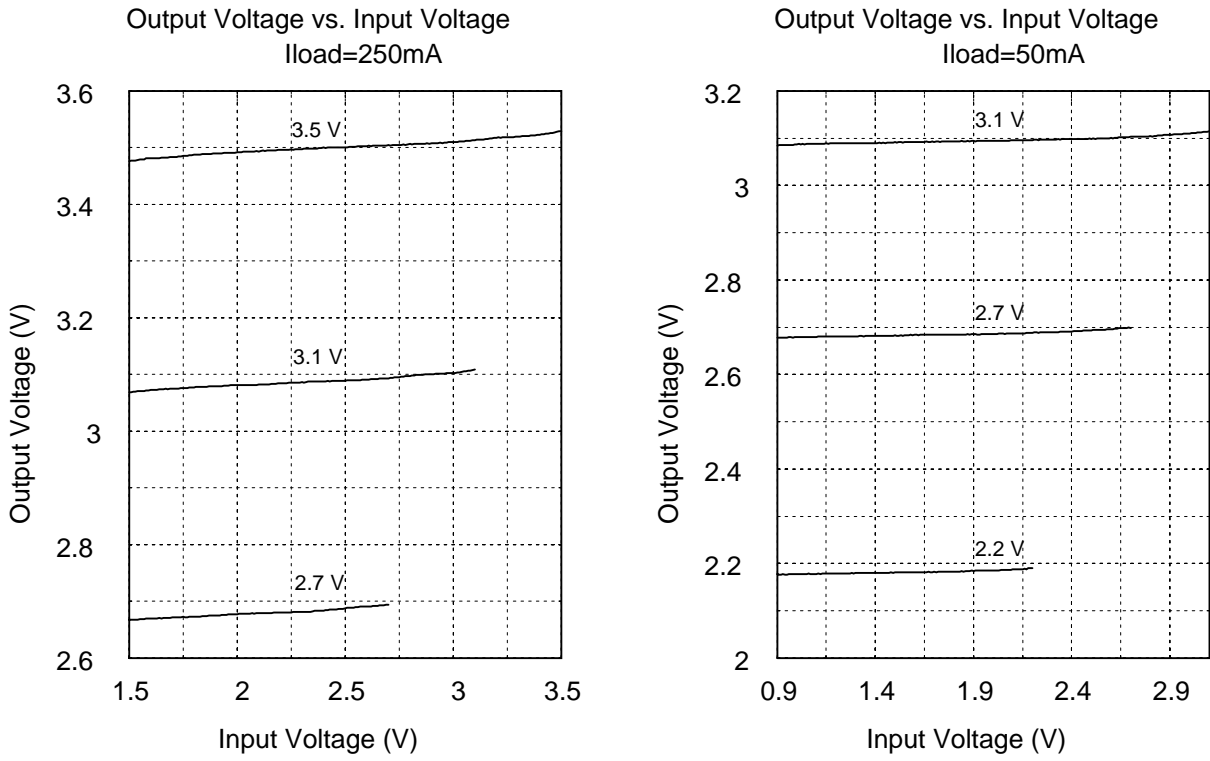 Output Voltage vs. Input Voltage
Iload=250mA
3.6
3.4
3.2
3
2.8
2.6
3.5 V
3.1 V
2.7 V
1.5 2 2.5 3 3.5
Input Voltage (V)
Output Voltage (V)
Output Voltage vs. Input Voltage
Iload=50mA
3.2
3
2.8
2.6
2.4
2.2
2
3.1 V
2.7 V
2.2 V
0.9 1.4 1.9 2.4 2.9
Input Voltage (V)
Output Voltage (V)